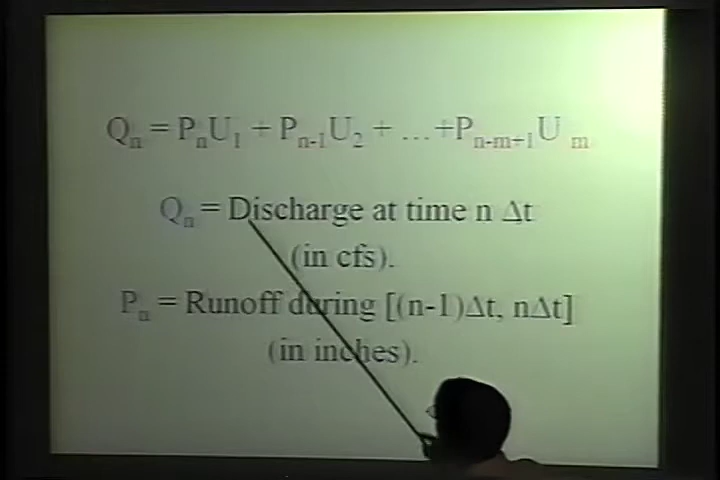 Qn = PnU1 + Pn-1U2 + ...+Pn-m+1U m
Qn = Discharge at time n Δt
(in cfs).
Pn = Runoff during [(n-1)Δt, nΔt]
(in inches).